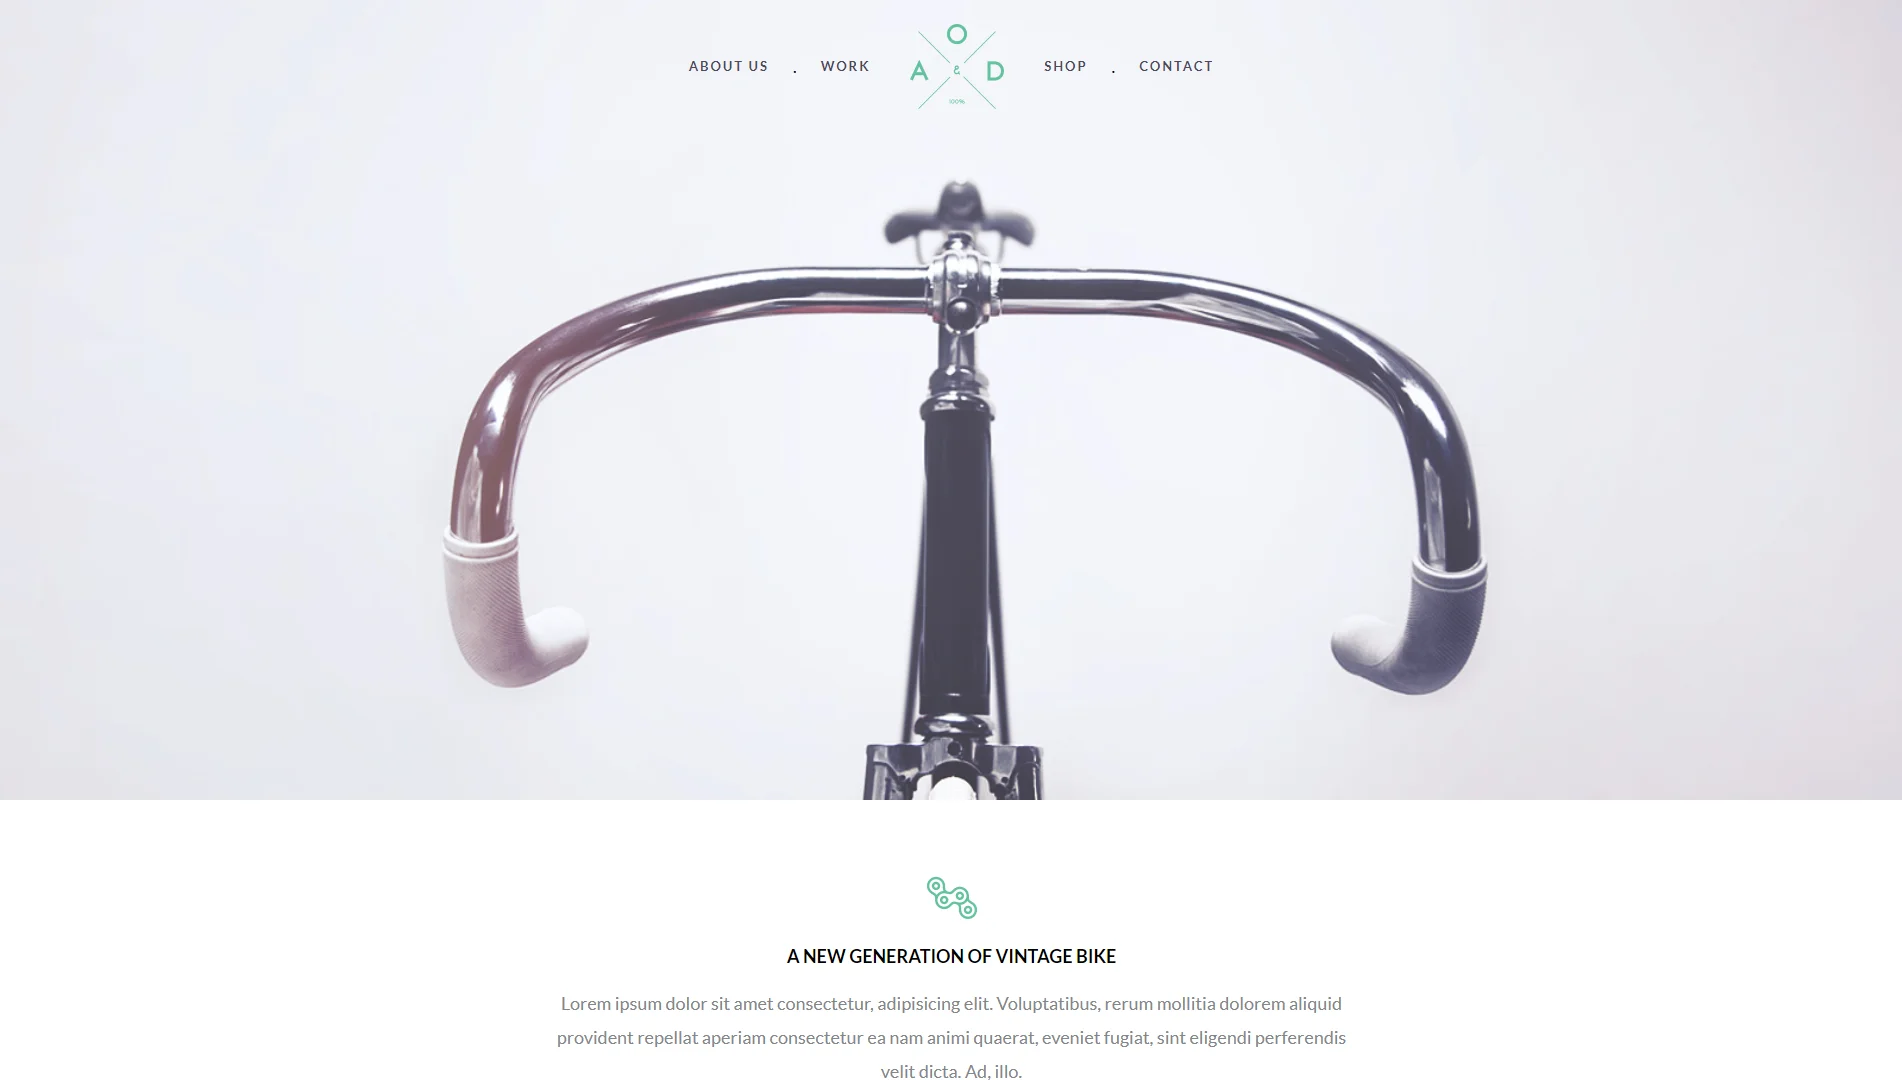 ABOUT US . WORK
O
A & D
100%
SHOP . CONTACT
A NEW GENERATION OF VINTAGE BIKE
Lorem ipsum dolor sit amet consectetur, adipisicing elit. Voluptatibus, rerum mollitia dolorem aliquid
provident repellat aperiam consectetur ea nam animi quaerat, eveniet fugiat, sint eligendi perferendis
velit dicta. Ad, illo.